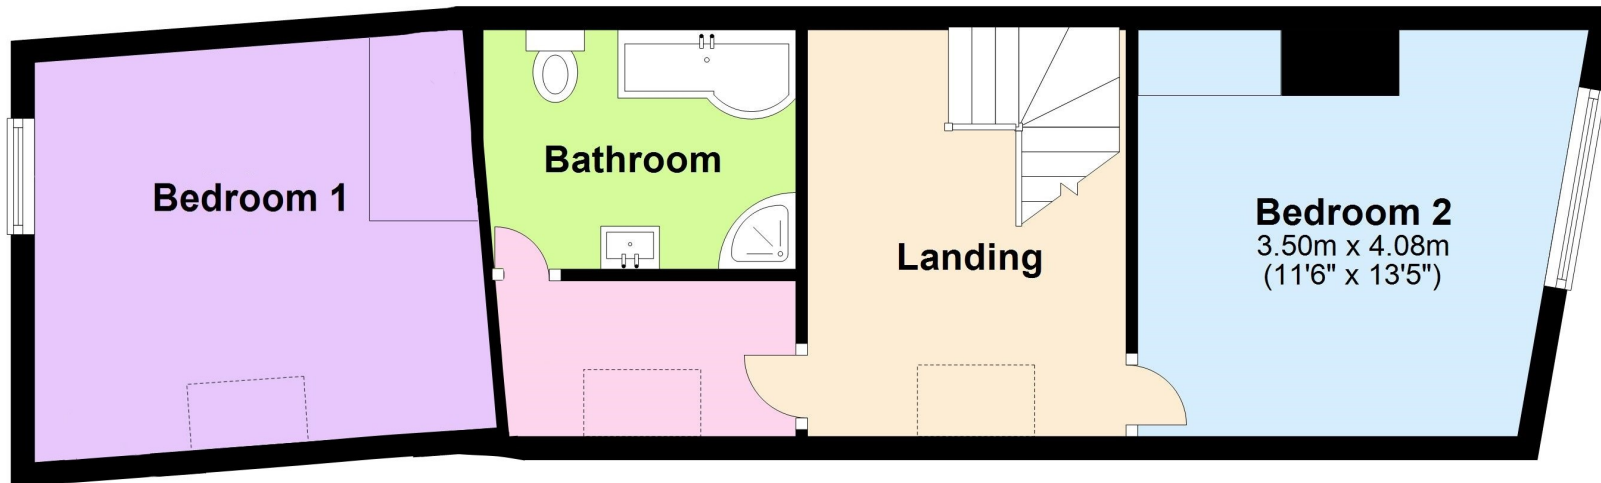 Bedroom 1
Bathroom
Landing
Bedroom 2
3.50m x 4.08m
(11'6" x 13'5")